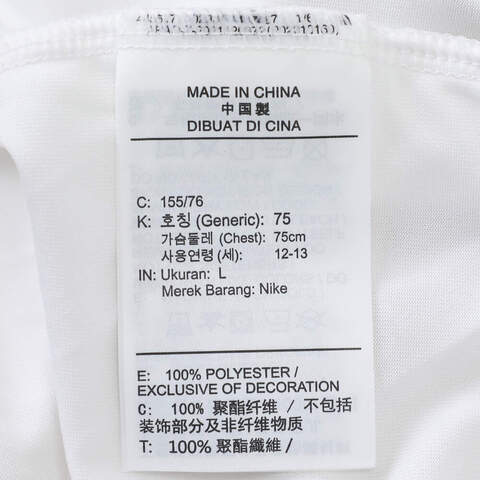 MADE IN CHINA
中国製
DIBUAT DI CINA
C: 155/76
K: 호칭 (Generic): 75
가슴둘레 (Chest): 75cm
사용연령 (세): 12-13
IN: Ukuran: L
Merek Barang: Nike
E: 100% POLYESTER/
EXCLUSIVE OF DECORATION
C: 100% 聚酯纤维 / 不包括
装饰部分及非纤维物质
T: 100% 聚酯纖維 /